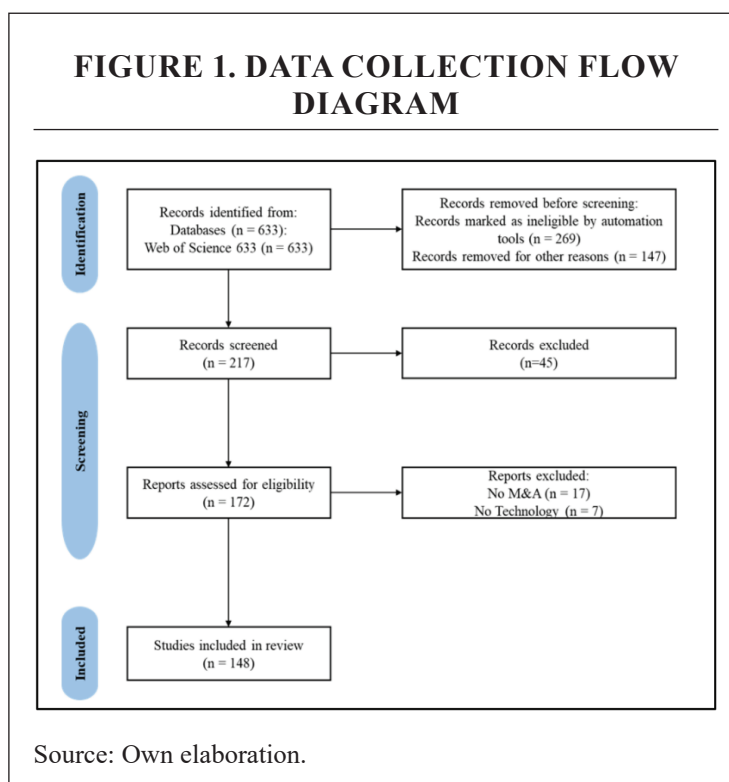 FIGURE 1. DATA COLLECTION FLOW
DIAGRAM
Identification
Records identified from:
Databases (n = 633):
Web of Science 633 (n = 633)
Records removed before screening:
Records marked as ineligible by automation
tools (n = 269)
Records removed for other reasons (n = 147)
Screening
Records screened
(n = 217)
Records excluded
(n=45)
Reports assessed for eligibility
(n = 172)
Reports excluded:
No M&A (n = 17)
No Technology (n = 7)
Included
Studies included in review
(n = 148)
Source: Own elaboration.